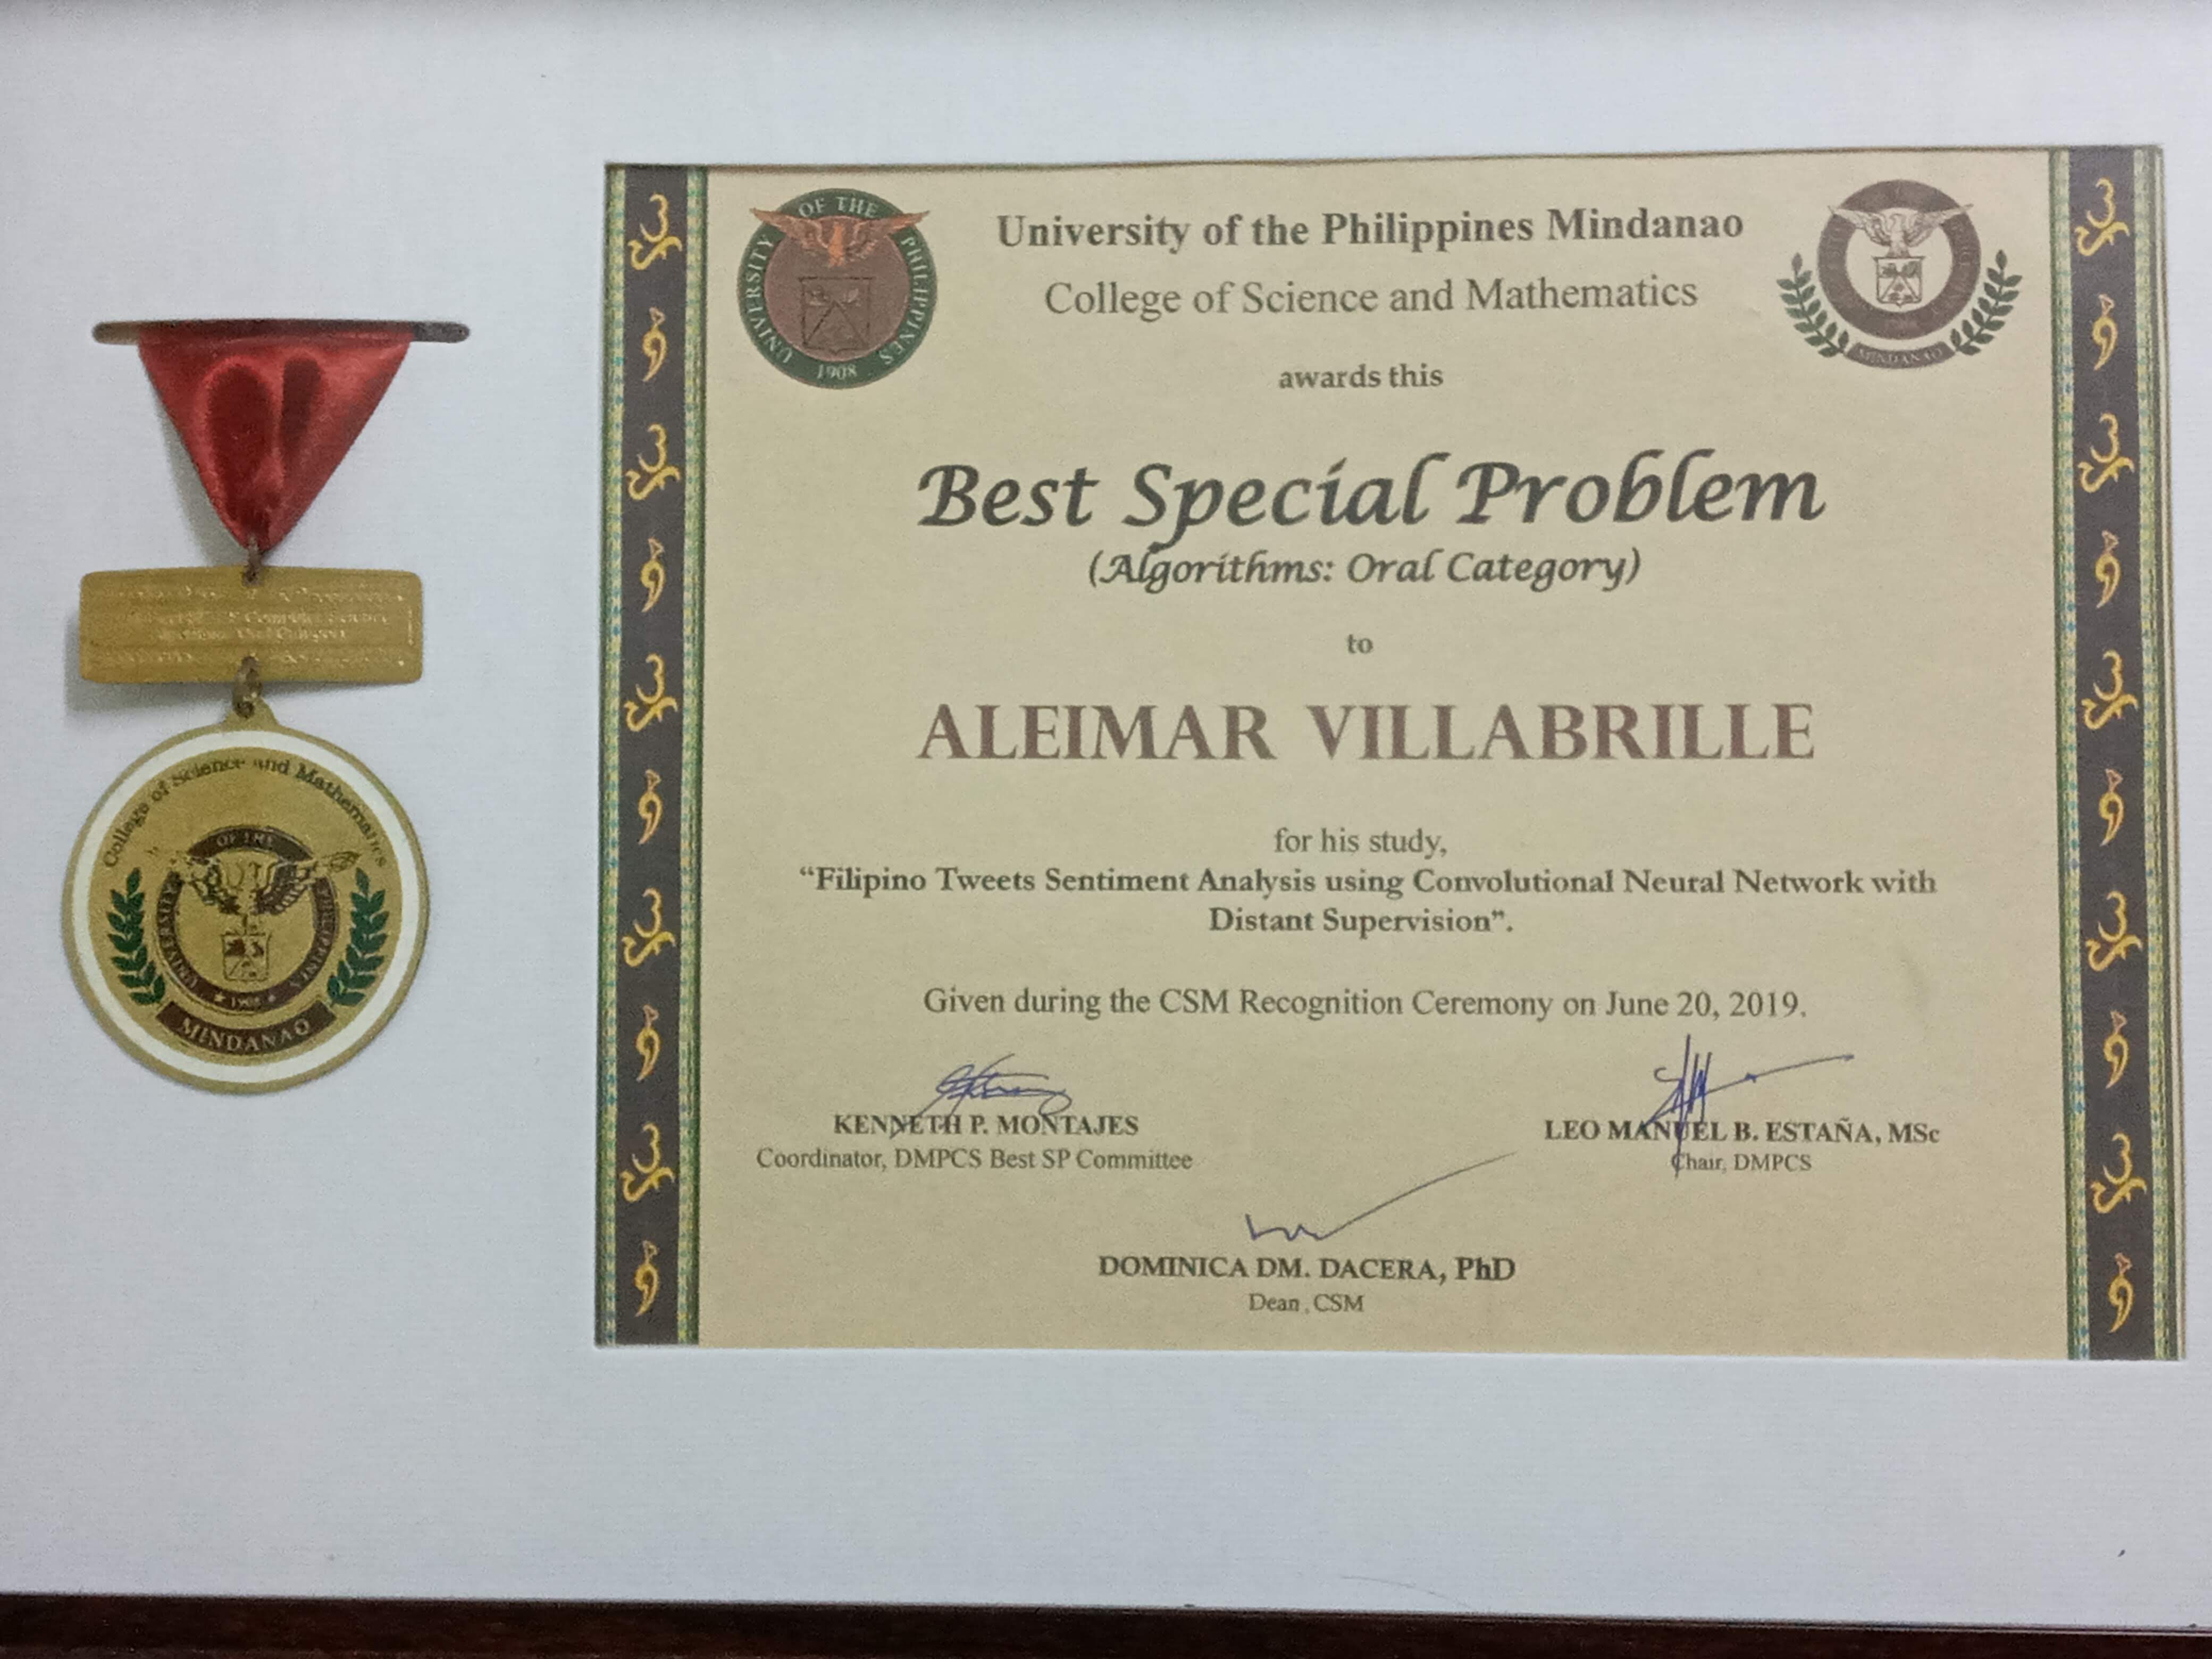 OF THE
UNIVERSITY
PHILIPPINES
1908
University of the Philippines Mindanao
College of Science and Mathematics
MINDANAO
awards this
Best Special Problem
(Algorithms: Oral Category)
to
ALEIMAR VILLABRILLE
for his study,
“Filipino Tweets Sentiment Analysis using Convolutional Neural Network with
Distant Supervision”.
Given during the CSM Recognition Ceremony on June 20, 2019.
KENNETH P. MONTAJES
Coordinator, DMPCS Best SP Committee
LEO MANUEL B. ESTAÑA, MSc
Chair, DMPCS
DOMINICA DM. DACERA, PhD
Dean, CSM
Computer Science
Oral Category
College of Science and Mathematics
OF THE
UNIVERSITY
PHILIPPINES
1908
MINDANAO